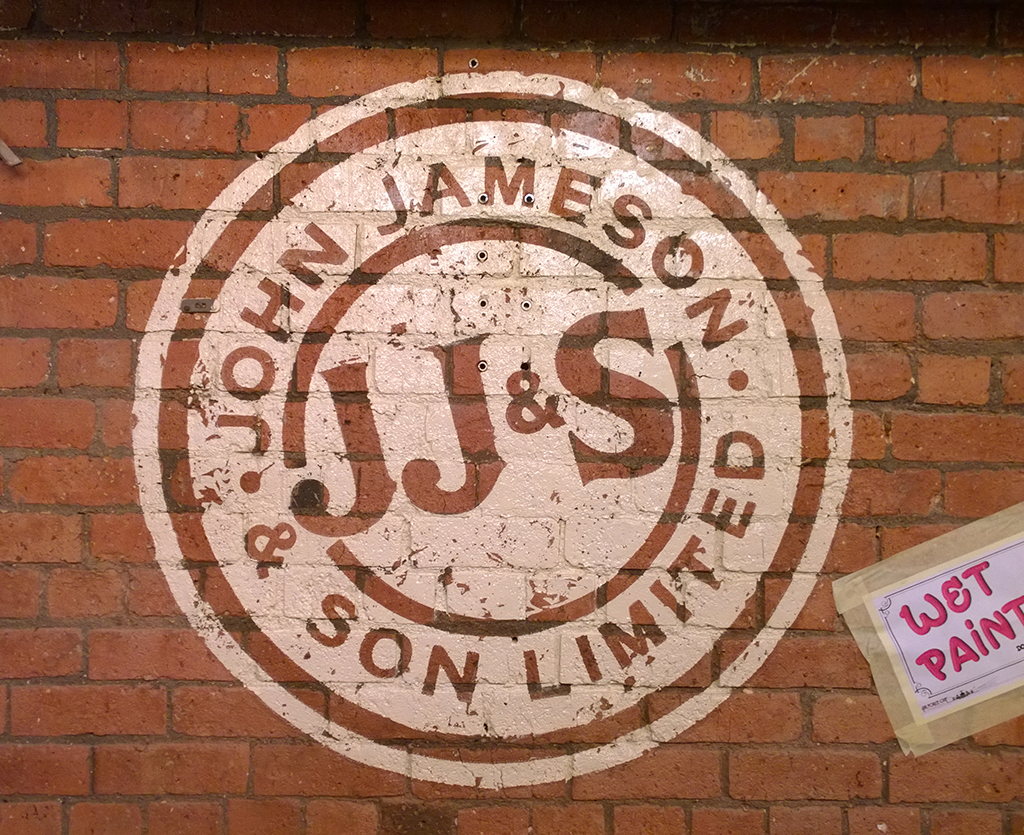 JOHN JAMESON
& SON LIMITED
JJ&S
WET
PAINT